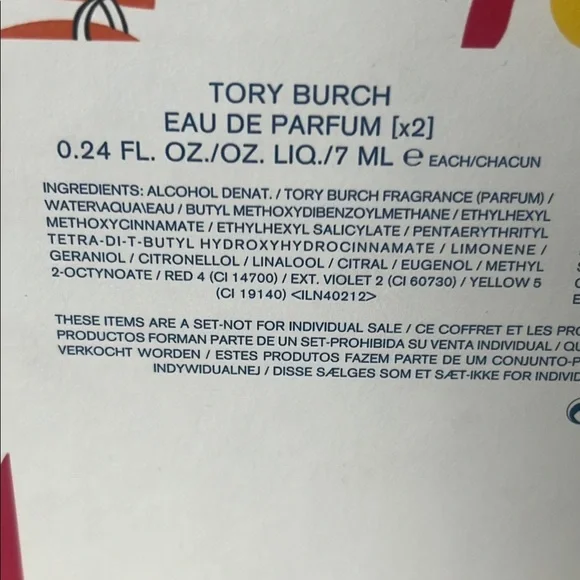 TORY BURCH
EAU DE PARFUM [x2]
0.24 FL. OZ./OZ. LIQ./7 ML ℮ EACH/CHACUN
INGREDIENTS: ALCOHOL DENAT. / TORY BURCH FRAGRANCE (PARFUM) /
WATER\AQUA\EAU / BUTYL METHOXYDIBENZOYLMETHANE / ETHYLHEXYL
METHOXYCINNAMATE / ETHYLHEXYL SALICYLATE / PENTAERYTHRITYL
TETRA-DI-T-BUTYL HYDROXYHYDROCINNAMATE / LIMONENE /
GERANIOL / CITRONELLOL / LINALOOL / CITRAL / EUGENOL / METHYL
2-OCTYNOATE / RED 4 (CI 14700) / EXT. VIOLET 2 (CI 60730) / YELLOW 5
(CI 19140) <ILN40212>
THESE ITEMS ARE A SET-NOT FOR INDIVIDUAL SALE / CE COFFRET ET LES
PRODUCTOS FORMAN PARTE DE UN SET-PROHIBIDA SU VENTA INDIVIDUAL /
VERKOCHT WORDEN / ESTES PRODUTOS FAZEM PARTE DE UM
INDYWIDUALNEJ / DISSE SÆLGES SOM ET SÆT-IKKE FOR